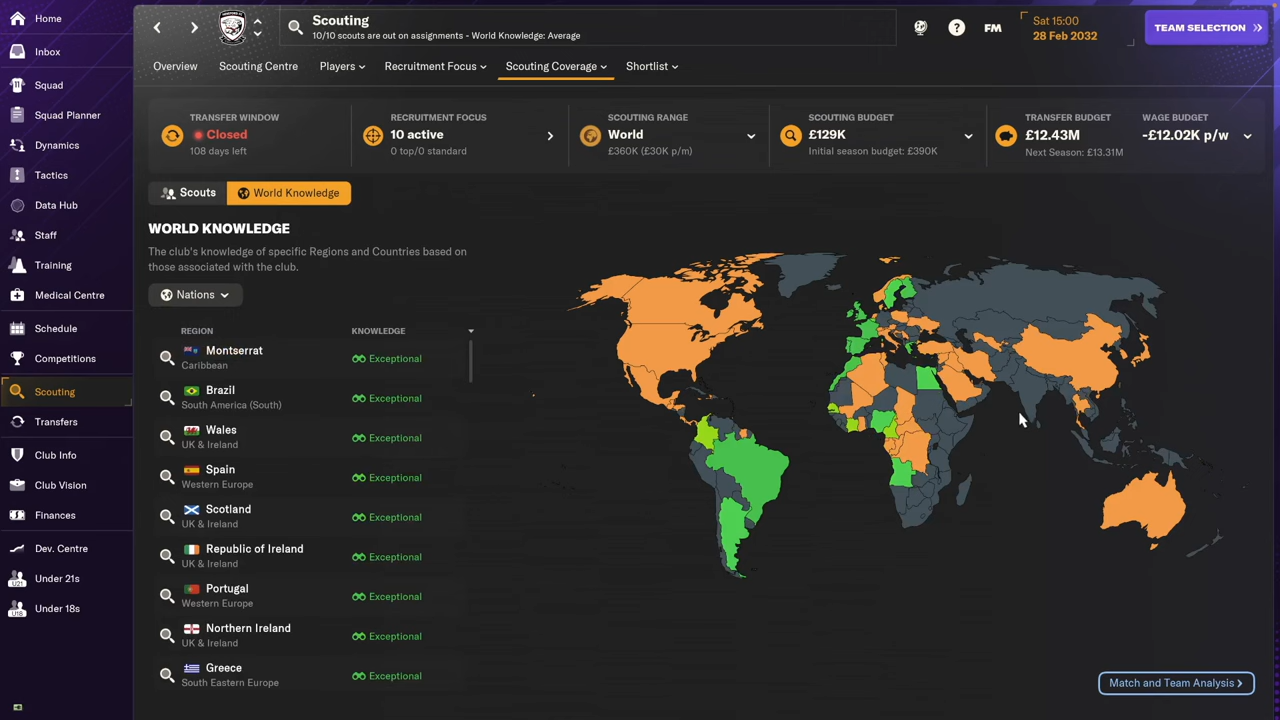 Home
Inbox
Squad
Squad Planner
Dynamics
Tactics
Data Hub
Staff
Training
Medical Centre
Schedule
Competitions
Scouting
Transfers
Club Info
Club Vision
Finances
Dev. Centre
Under 21s
Under 18s
Scouting
10/10 scouts are out on assignments - World Knowledge: Average
?
FM
Sat 15:00
28 Feb 2032
TEAM SELECTION
Overview
Scouting Centre
Players
Recruitment Focus
Scouting Coverage
Shortlist
TRANSFER WINDOW
Closed
108 days left
RECRUITMENT FOCUS
10 active
0 top/0 standard
SCOUTING RANGE
World
£360K (£30K p/m)
SCOUTING BUDGET
£129K
Initial season budget: £390K
TRANSFER BUDGET
£12.43M
Next Season: £13.31M
WAGE BUDGET
-£12.02K p/w
Scouts
World Knowledge
WORLD KNOWLEDGE
The club's knowledge of specific Regions and Countries based on
those associated with the club.
Nations
REGION KNOWLEDGE
Montserrat
Caribbean
Exceptional
Brazil
South America (South)
Exceptional
Wales
UK & Ireland
Exceptional
Spain
Western Europe
Exceptional
Scotland
UK & Ireland
Exceptional
Republic of Ireland
UK & Ireland
Exceptional
Portugal
Western Europe
Exceptional
Northern Ireland
UK & Ireland
Exceptional
Greece
South Eastern Europe
Exceptional
Match and Team Analysis